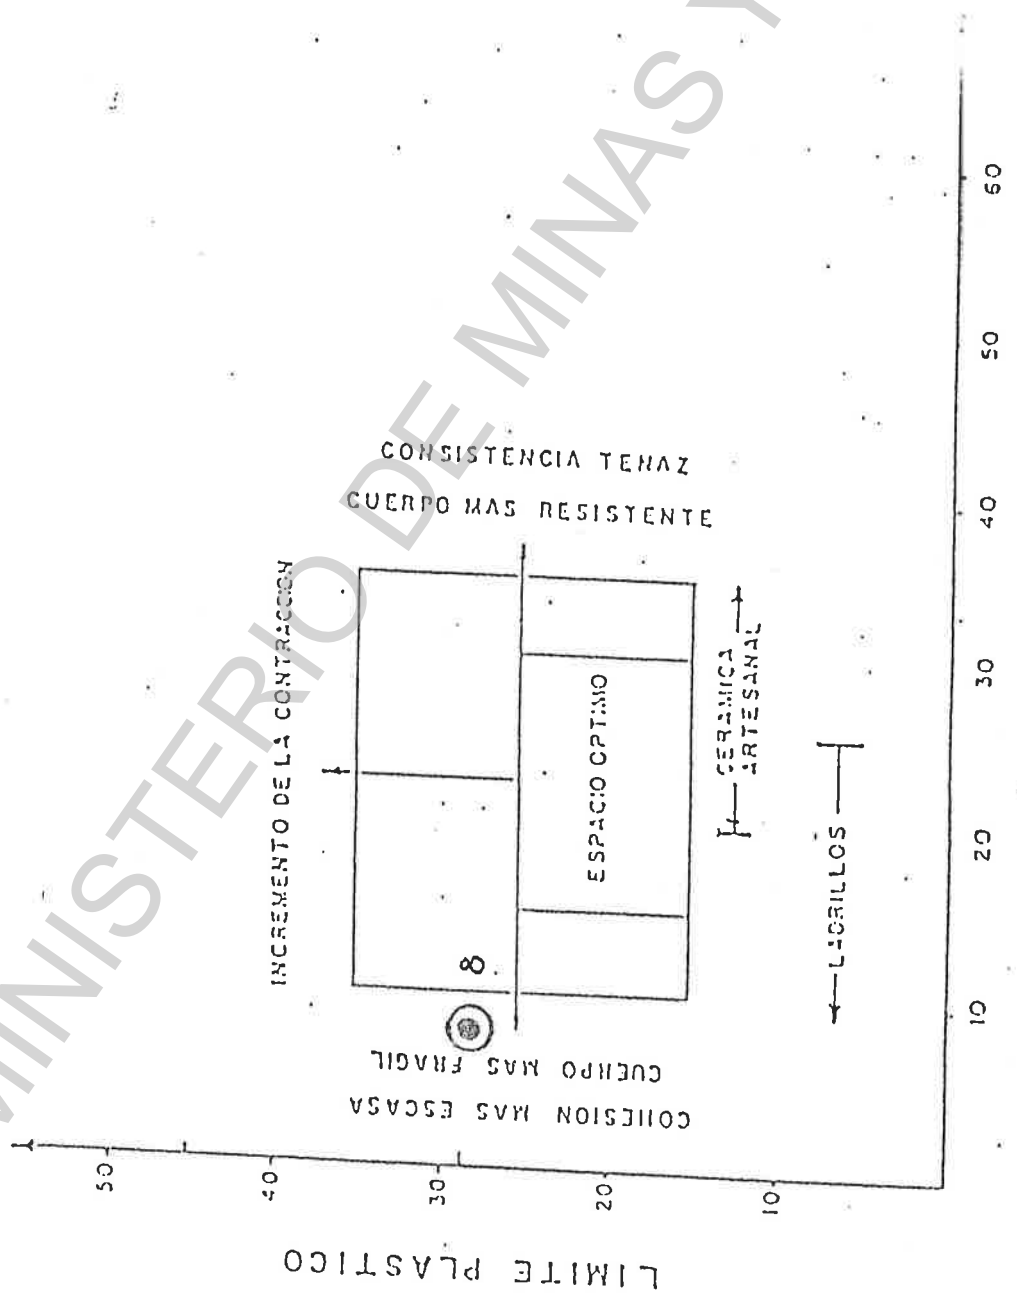 MINISTERIO DE MINAS Y
CONSISTENCIA TENAZ
CUERPO MAS RESISTENTE
INCREMENTO DE LA CONTRACCION
ESPACIO OPTIMO
CERAMICA
ARTESANAL
LADRILLOS
8
CUERPO MAS FRAGIL
COHESION MAS ESCASA
50
40
30
20
10
LIMITE PLASTICO
10
20
30
40
50
60